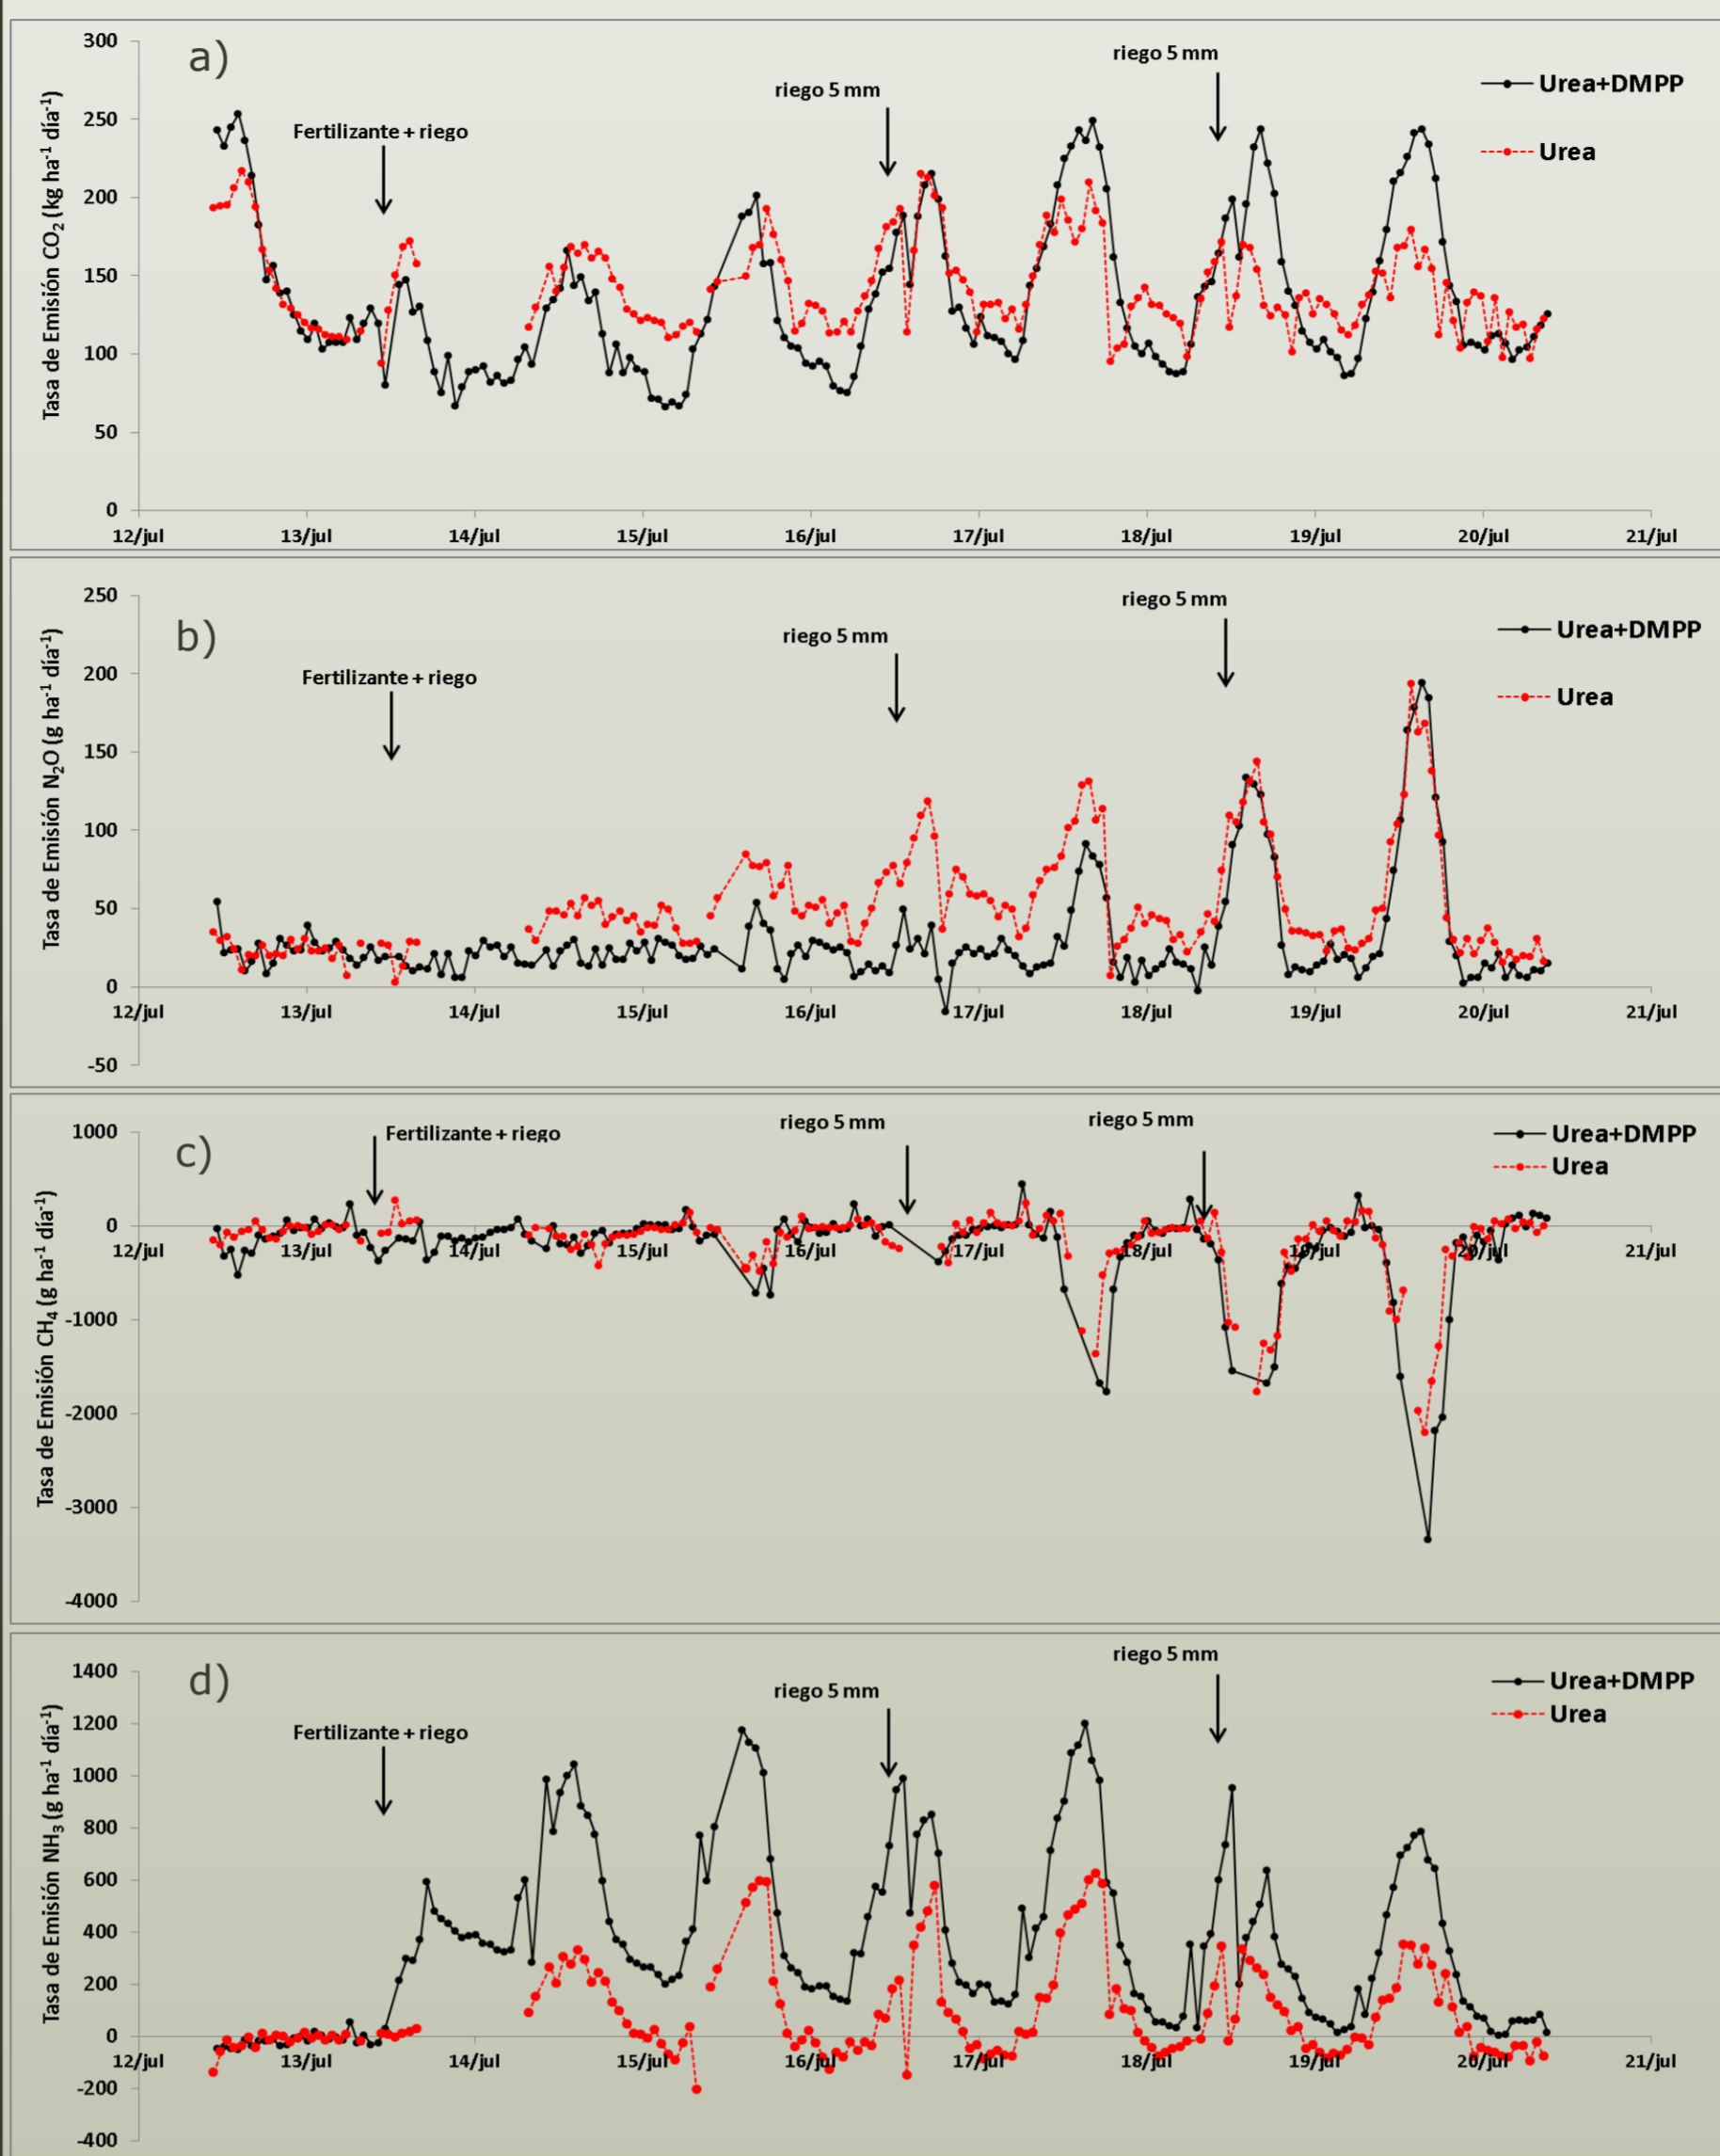 a)
Tasa de Emisión CO2 (kg ha-1 día-1)
300
250
200
150
100
50
0
Fertilizante + riego
riego 5 mm
riego 5 mm
Urea+DMPP
Urea
12/jul 13/jul 14/jul 15/jul 16/jul 17/jul 18/jul 19/jul 20/jul 21/jul
b)
Tasa de Emisión N2O (g ha-1 día-1)
250
200
150
100
50
0
-50
Fertilizante + riego
riego 5 mm
riego 5 mm
Urea+DMPP
Urea
12/jul 13/jul 14/jul 15/jul 16/jul 17/jul 18/jul 19/jul 20/jul 21/jul
c)
Tasa de Emisión CH4 (g ha-1 día-1)
1000
0
-1000
-2000
-3000
-4000
Fertilizante + riego
riego 5 mm
riego 5 mm
Urea+DMPP
Urea
12/jul 13/jul 14/jul 15/jul 16/jul 17/jul 18/jul 19/jul 20/jul 21/jul
d)
Tasa de Emisión NH3 (g ha-1 día-1)
1400
1200
1000
800
600
400
200
0
-200
-400
Fertilizante + riego
riego 5 mm
riego 5 mm
Urea+DMPP
Urea
12/jul 13/jul 14/jul 15/jul 16/jul 17/jul 18/jul 19/jul 20/jul 21/jul